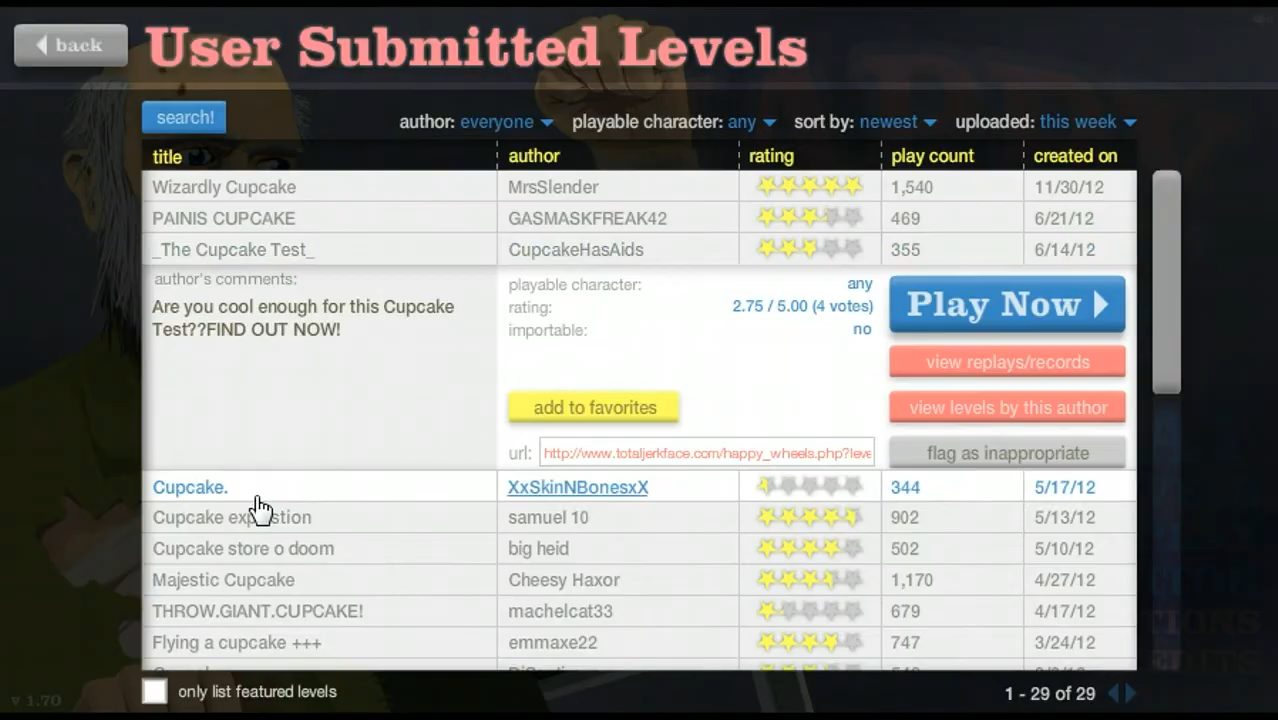 back
User Submitted Levels
search!
author: everyone playable character: any sort by: newest uploaded: this week
title author rating play count created on
Wizardly Cupcake MrsSlender 1,540 11/30/12
PAINIS CUPCAKE GASMASKFREAK42 469 6/21/12
_The Cupcake Test_ CupcakeHasAids 355 6/14/12
author's comments:
Are you cool enough for this Cupcake
Test??FIND OUT NOW!
playable character: any
rating: 2.75 / 5.00 (4 votes)
importable: no
add to favorites
url: http://www.totaljerkface.com/happy_wheels.php?leve
Play Now
view replays/records
view levels by this author
flag as inappropriate
Cupcake. XxSkinNBonesxX 344 5/17/12
Cupcake samuel 10 902 5/13/12
Cupcake store o doom big heid 502 5/10/12
Majestic Cupcake Cheesy Haxor 1,170 4/27/12
THROW.GIANT.CUPCAKE! machelcat33 679 4/17/12
Flying a cupcake +++ emmaxe22 747 3/24/12
only list featured levels
1 - 29 of 29
v 1.70